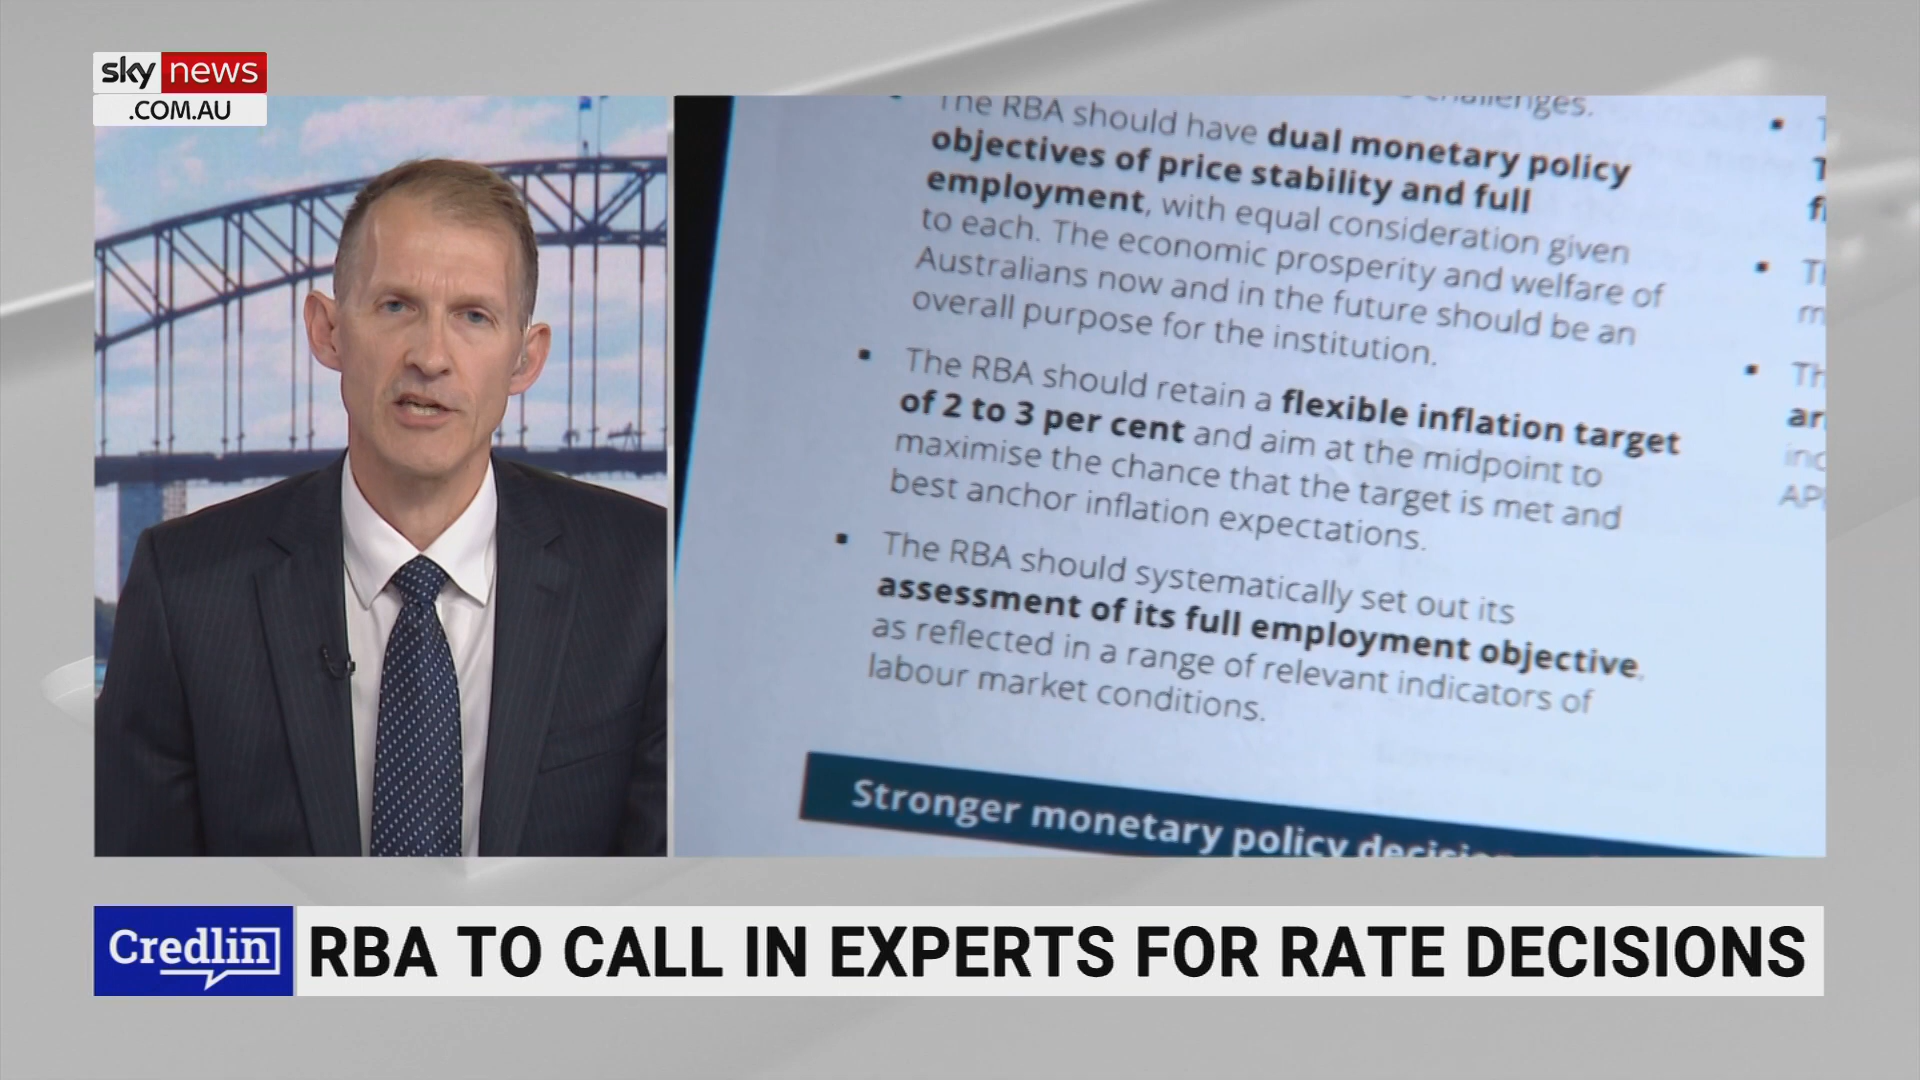 sky news
.COM.AU
challenges.
The RBA should have dual monetary policy
objectives of price stability and full
employment, with equal consideration given
to each. The economic prosperity and welfare of
Australians now and in the future should be an
overall purpose for the institution.
The RBA should retain a flexible inflation target
of 2 to 3 per cent and aim at the midpoint to
maximise the chance that the target is met and
best anchor inflation expectations.
The RBA should systematically set out its
assessment of its full employment objective,
as reflected in a range of relevant indicators of
labour market conditions.
Stronger monetary policy
Credlin
RBA TO CALL IN EXPERTS FOR RATE DECISIONS